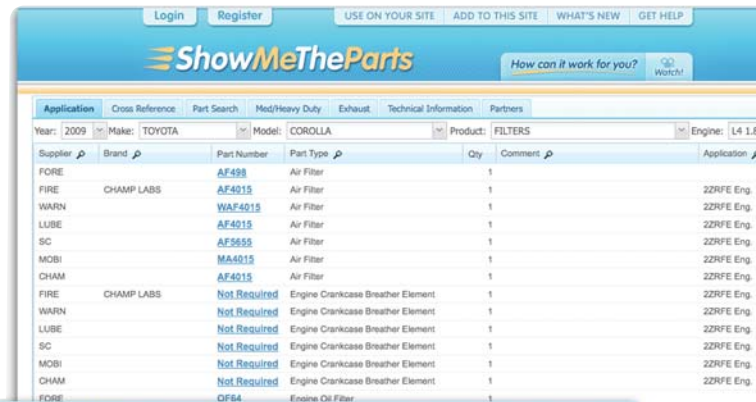 Login Register USE ON YOUR SITE ADD TO THIS SITE WHAT'S NEW GET HELP
ShowMeTheParts How can it work for you? Watch!
Application Cross Reference Part Search Med/Heavy Duty Exhaust Technical Information Partners
Year: 2009 Make: TOYOTA Model: COROLLA Product: FILTERS Engine: L4 1.8
Supplier Brand Part Number Part Type Qty Comment Application
FORE AF498 Air Filter 1
FIRE CHAMP LABS AF4015 Air Filter 1 2ZRFE Eng.
WARN WAF4015 Air Filter 1 2ZRFE Eng.
LUBE AF4015 Air Filter 1 2ZRFE Eng.
SC AF5655 Air Filter 1 2ZRFE Eng.
MOBI MA4015 Air Filter 1 2ZRFE Eng.
CHAM AF4015 Air Filter 1 2ZRFE Eng.
FIRE CHAMP LABS Not Required Engine Crankcase Breather Element 1 2ZRFE Eng.
WARN Not Required Engine Crankcase Breather Element 1 2ZRFE Eng.
LUBE Not Required Engine Crankcase Breather Element 1 2ZRFE Eng.
SC Not Required Engine Crankcase Breather Element 1 2ZRFE Eng.
MOBI Not Required Engine Crankcase Breather Element 1 2ZRFE Eng.
CHAM Not Required Engine Crankcase Breather Element 1 2ZRFE Eng.
FORE OF64 Engine Oil Filter 1